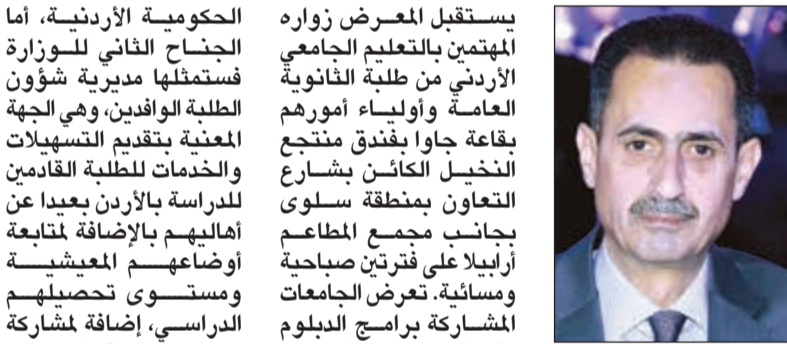 يستقبل المعرض زواره
المهتمين بالتعليم الجامعي
الأردني من طلبة الثانوية
العامة وأولياء أمورهم
بقاعة جاوا بفندق منتجع
النخيل الكائن بشارع
التعاون بمنطقة سلوى
بجانب مجمع المطاعم
أرابيلا على فترتين صباحية
ومسائية. تعرض الجامعات
المشاركة برامج الدبلوم
الحكومية الأردنية، أما
الجناح الثاني للوزارة
فستمثلها مديرية شؤون
الطلبة الوافدين، وهي الجهة
المعنية بتقديم التسهيلات
والخدمات للطلبة القادمين
للدراسة بالأردن بعيدا عن
أهاليهم بالإضافة لمتابعة
أوضاعهم المعيشية
ومستوى تحصيلهم
الدراسي، إضافة لمشاركة